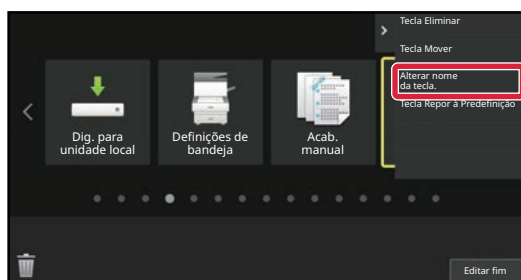 Tecla Eliminar
Tecla Mover
Alterar nome
da tecla.
Tecla Repor à Predefinição
Dig. para
unidade local
Definições de
bandeja
Acab.
manual
Editar fim